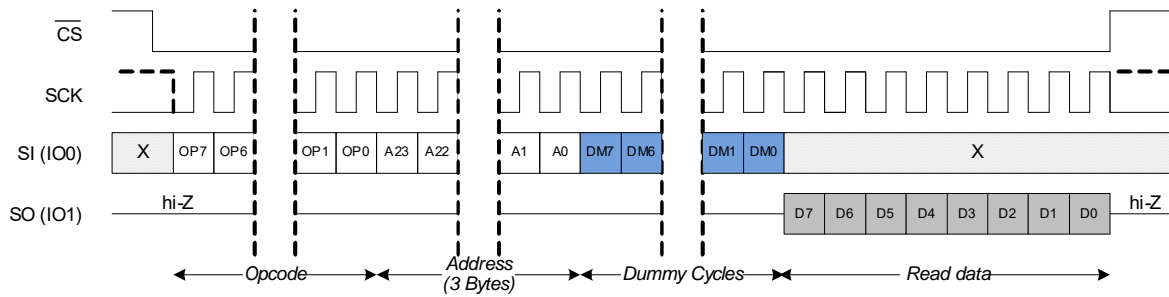 CS
SCK
SI (IO0) X OP7 OP6 OP1 OP0 A23 A22 A1 A0 DM7 DM6 DM1 DM0 X
SO (IO1) hi-Z D7 D6 D5 D4 D3 D2 D1 D0 hi-Z
Opcode Address (3 Bytes) Dummy Cycles Read data